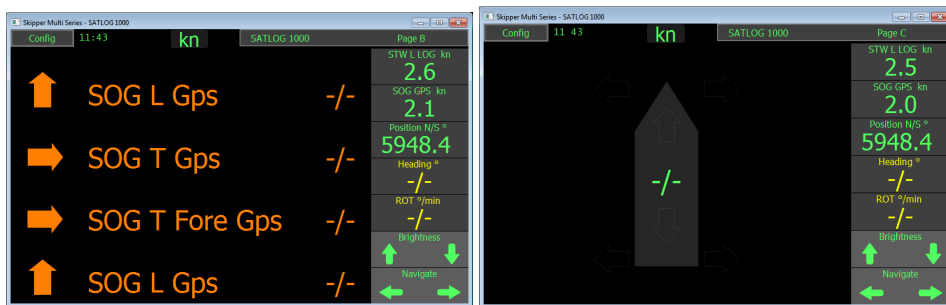 Skipper Multi Series - SATLOG 1000
Config 11:43 kn SATLOG 1000 Page B
STW L LOG kn
2.6
SOG GPS kn
2.1
Position N/S °
5948.4
Heading °
-/-
ROT °/min
-/-
Brightness
Navigate
SOG L Gps -/-
SOG T Gps -/-
SOG T Fore Gps -/-
SOG L Gps -/-
Skipper Multi Series - SATLOG 1000
Config 11 43 kn SATLOG 1000 Page C
STW L LOG kn
2.5
SOG GPS kn
2.0
Position N/S °
5948.4
Heading °
-/-
ROT °/min
-/-
Brightness
Navigate
-/-